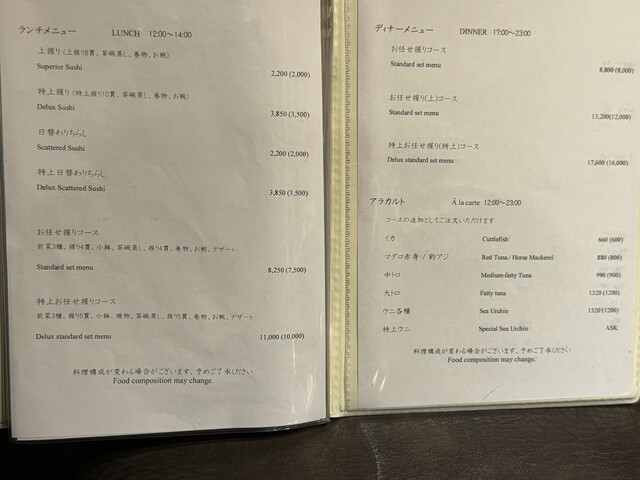 ランチメニュー LUNCH 12:00～14:00
上握り(上握り8貫、茶碗蒸し、巻物、お椀)
Superior Sushi
2,200 (2,000)
特上握り(特上握り10貫、茶碗蒸し、巻物、お椀)
Delux Sushi
3,850 (3,500)
日替わりちらし
Scattered Sushi
2,200 (2,000)
特上日替わりちらし
Delux Scattered Sushi
3,850 (3,500)
お任せ握りコース
前菜3種、握り4貫、小鉢、茶碗蒸し、握り4貫、巻物、お椀、デザート
Standard set menu
8,250 (7,500)
特上お任せ握りコース
前菜3種、握り5貫、小鉢、焼物、茶碗蒸し、握り5貫、巻物、お椀、デザート
Delux standard set menu
11,000 (10,000)
料理構成が変わる場合がございます、予めご了承ください
Food composition may change.
ディナーメニュー DINNER 17:00～23:00
お任せ握りコース
Standard set menu
8,800 (8,000)
お任せ握り(上)コース
Standard set menu
13,200(12,000)
特上お任せ握り(特上)コース
Delux standard set menu
17,600 (16,000)
アラカルト Á la carte 12:00～23:00
コースの追加としてご注文いただけます
イカ Cuttlefish 660 (600)
マグロ赤身 / 釣アジ Red Tuna / Horse Mackerel 880 (800)
中トロ Medium-fatty Tuna 990 (900)
大トロ Fatty tuna 1320 (1200)
ウニ各種 Sea Urchin 1320(1200)
特上ウニ Special Sea Urchin ASK
料理構成が変わる場合がございます、予めご了承ください
Food composition may change.